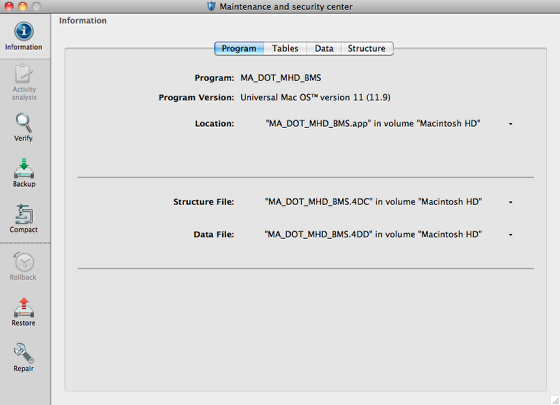 Maintenance and security center
Information
Information
Activity
analysis
Verify
Backup
Compact
Rollback
Restore
Repair
Program Tables Data Structure
Program: MA_DOT_MHD_BMS
Program Version: Universal Mac OS™ version 11 (11.9)
Location: "MA_DOT_MHD_BMS.app" in volume "Macintosh HD"
Structure File: "MA_DOT_MHD_BMS.4DC" in volume "Macintosh HD"
Data File: "MA_DOT_MHD_BMS.4DD" in volume "Macintosh HD"